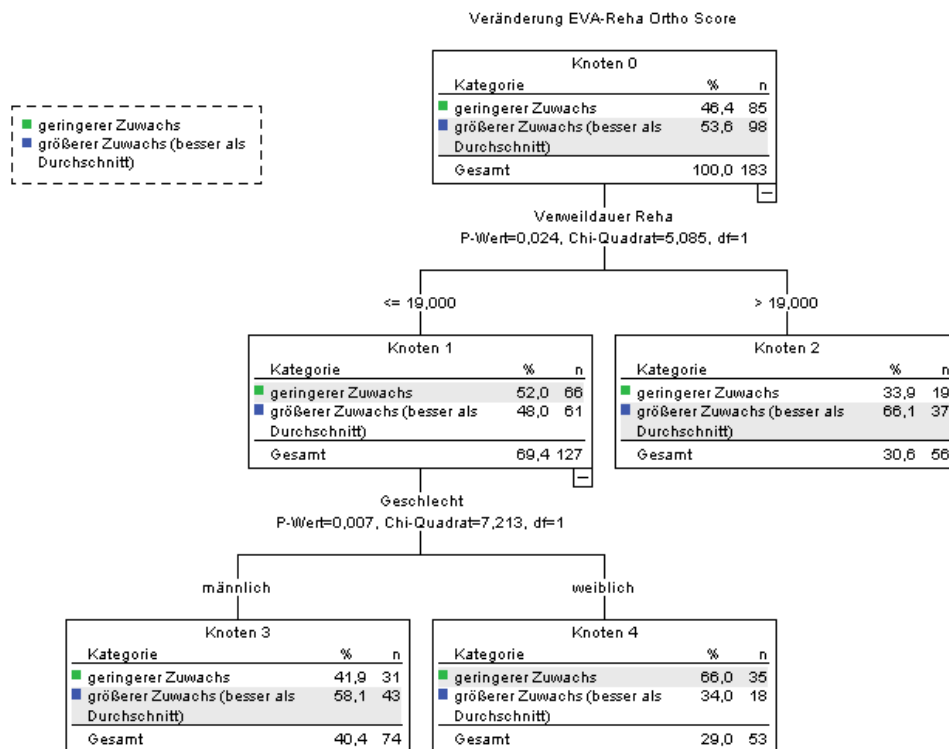 Veränderung EVA-Reha Ortho Score
geringerer Zuwachs
größerer Zuwachs (besser als
Durchschnitt)
Knoten 0
Kategorie % n
geringerer Zuwachs 46,4 85
größerer Zuwachs (besser als 53,6 98
Durchschnitt)
Gesamt 100,0 183
Verweildauer Reha
P-Wert=0,024, Chi-Quadrat=5,085, df=1
<= 19,000
> 19,000
Knoten 1
Kategorie % n
geringerer Zuwachs 52,0 66
größerer Zuwachs (besser als 48,0 61
Durchschnitt)
Gesamt 69,4 127
Knoten 2
Kategorie % n
geringerer Zuwachs 33,9 19
größerer Zuwachs (besser als 66,1 37
Durchschnitt)
Gesamt 30,6 56
Geschlecht
P-Wert=0,007, Chi-Quadrat=7,213, df=1
männlich
weiblich
Knoten 3
Kategorie % n
geringerer Zuwachs 41,9 31
größerer Zuwachs (besser als 58,1 43
Durchschnitt)
Gesamt 40,4 74
Knoten 4
Kategorie % n
geringerer Zuwachs 66,0 35
größerer Zuwachs (besser als 34,0 18
Durchschnitt)
Gesamt 29,0 53